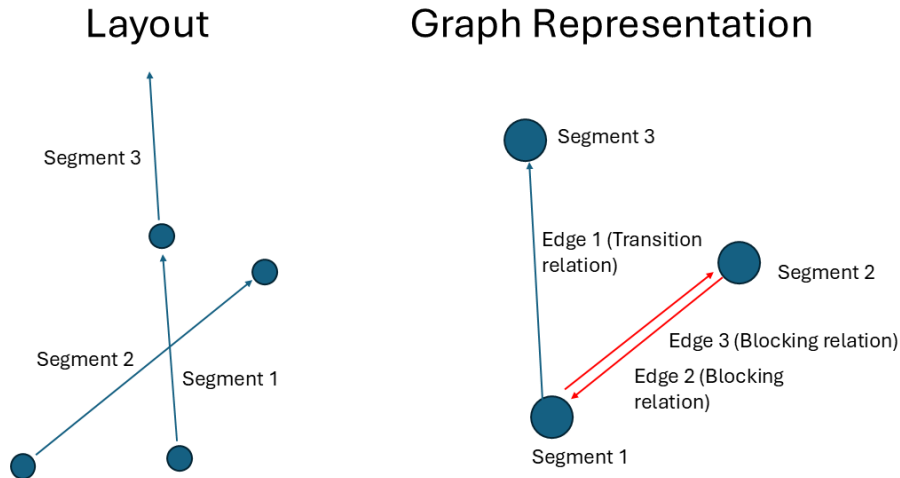 Layout
Graph Representation
Segment 3
Segment 2
Segment 1
Segment 3
Edge 1 (Transition
relation)
Segment 2
Edge 3 (Blocking relation)
Edge 2 (Blocking
relation)
Segment 1